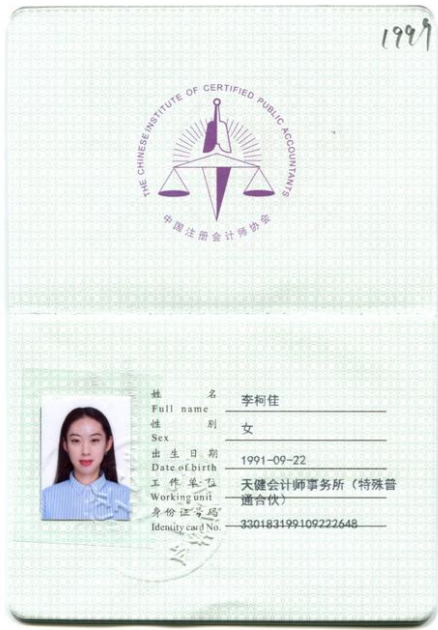 1999
THE CHINESE INSTITUTE OF CERTIFIED PUBLIC ACCOUNTANTS
中国注册会计师协会
姓 名 李柯佳
Full name
性 别 女
Sex
出生日期 1991-09-22
Date of birth
工作单位 天健会计师事务所（特殊普
Working unit 通合伙）
身份证号码
Identity card No. 330183199109222648